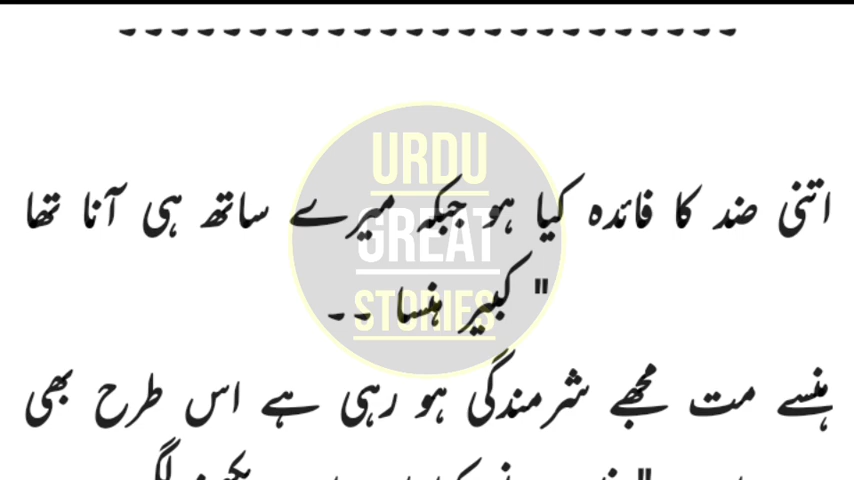 ------------------------
URDU
GREAT
STORIES
اتنی ضد کا فائدہ کیا ہو جبکہ میرے ساتھ ہی آنا تھا
" کبیر ہنسا --
ہنسے مت مجھے شرمندگی ہو رہی ہے اس طرح بھی